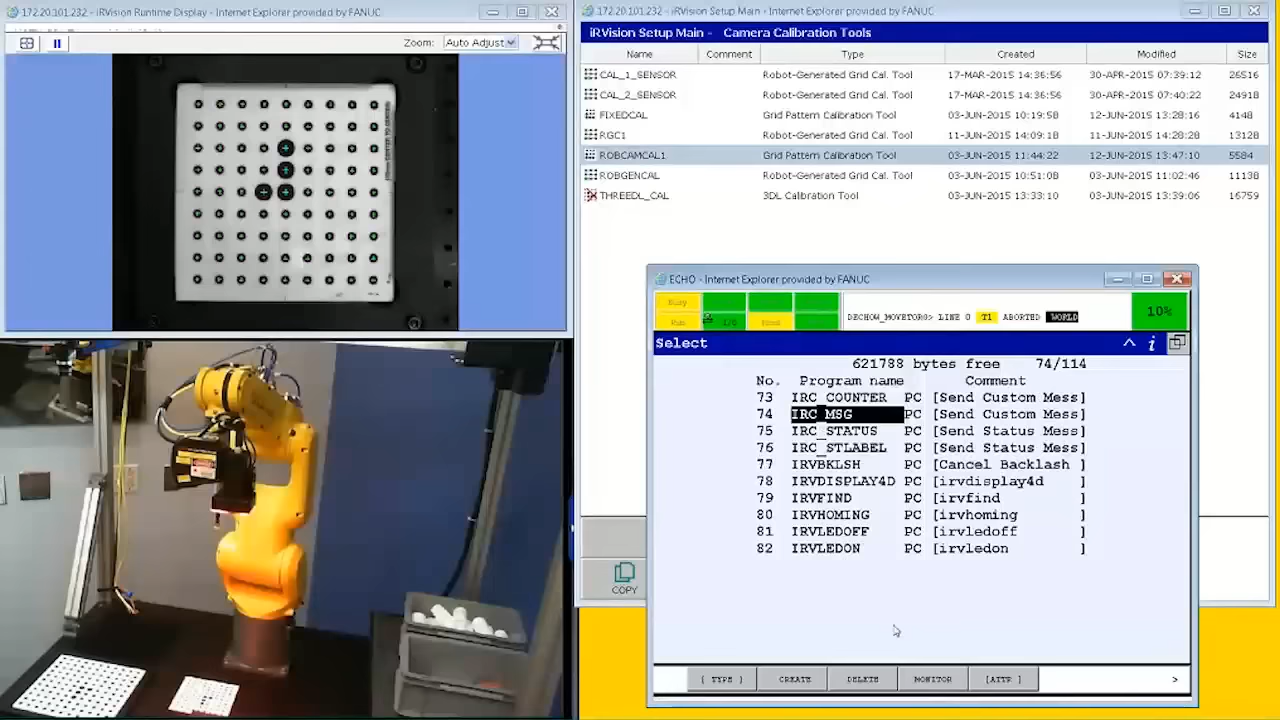 172.20.101.232 - iRVision Runtime Display - Internet Explorer provided by FANUC
Zoom: Auto Adjust
172.20.101.232 - iRVision Setup Main - Internet Explorer provided by FANUC
iRVision Setup Main - Camera Calibration Tools
Name Comment Type Created Modified Size
CAL_1_SENSOR Robot-Generated Grid Cal. Tool 17-MAR-2015 14:36:56 30-APR-2015 07:39:12 26516
CAL_2_SENSOR Robot-Generated Grid Cal. Tool 17-MAR-2015 14:36:56 30-APR-2015 07:40:22 24918
FIXEDCAL Grid Pattern Calibration Tool 03-JUN-2015 10:19:58 12-JUN-2015 13:28:16 4148
RGC1 Robot-Generated Grid Cal. Tool 11-JUN-2015 14:09:18 11-JUN-2015 14:28:28 13128
ROBCAMCAL1 Grid Pattern Calibration Tool 03-JUN-2015 11:44:22 12-JUN-2015 13:47:10 5584
ROBGENCAL Robot-Generated Grid Cal. Tool 03-JUN-2015 10:51:08 03-JUN-2015 11:02:46 11138
THREEDL_CAL 3DL Calibration Tool 03-JUN-2015 13:33:10 03-JUN-2015 13:39:06 16759
COPY
ECHO - Internet Explorer provided by FANUC
Busy
Run I/O
LINE 0 T1 ABORTED WORLD
10%
Select
621788 bytes free 74/114
No. Program name Comment
73 IRC_COUNTER PC [Send Custom Mess]
74 IRC_MSG PC [Send Custom Mess]
75 IRC_STATUS PC [Send Status Mess]
76 IRC_STLABEL PC [Send Status Mess]
77 IRVBKLSH PC [Cancel Backlash ]
78 IRVDISPLAY4D PC [irvdisplay4d ]
79 IRVFIND PC [irvfind ]
80 IRVHOMING PC [irvhoming ]
81 IRVLEDOFF PC [irvledoff ]
82 IRVLEDON PC [irvledon ]
[ TYPE ] CREATE DELETE MONITOR [ATTR ] >